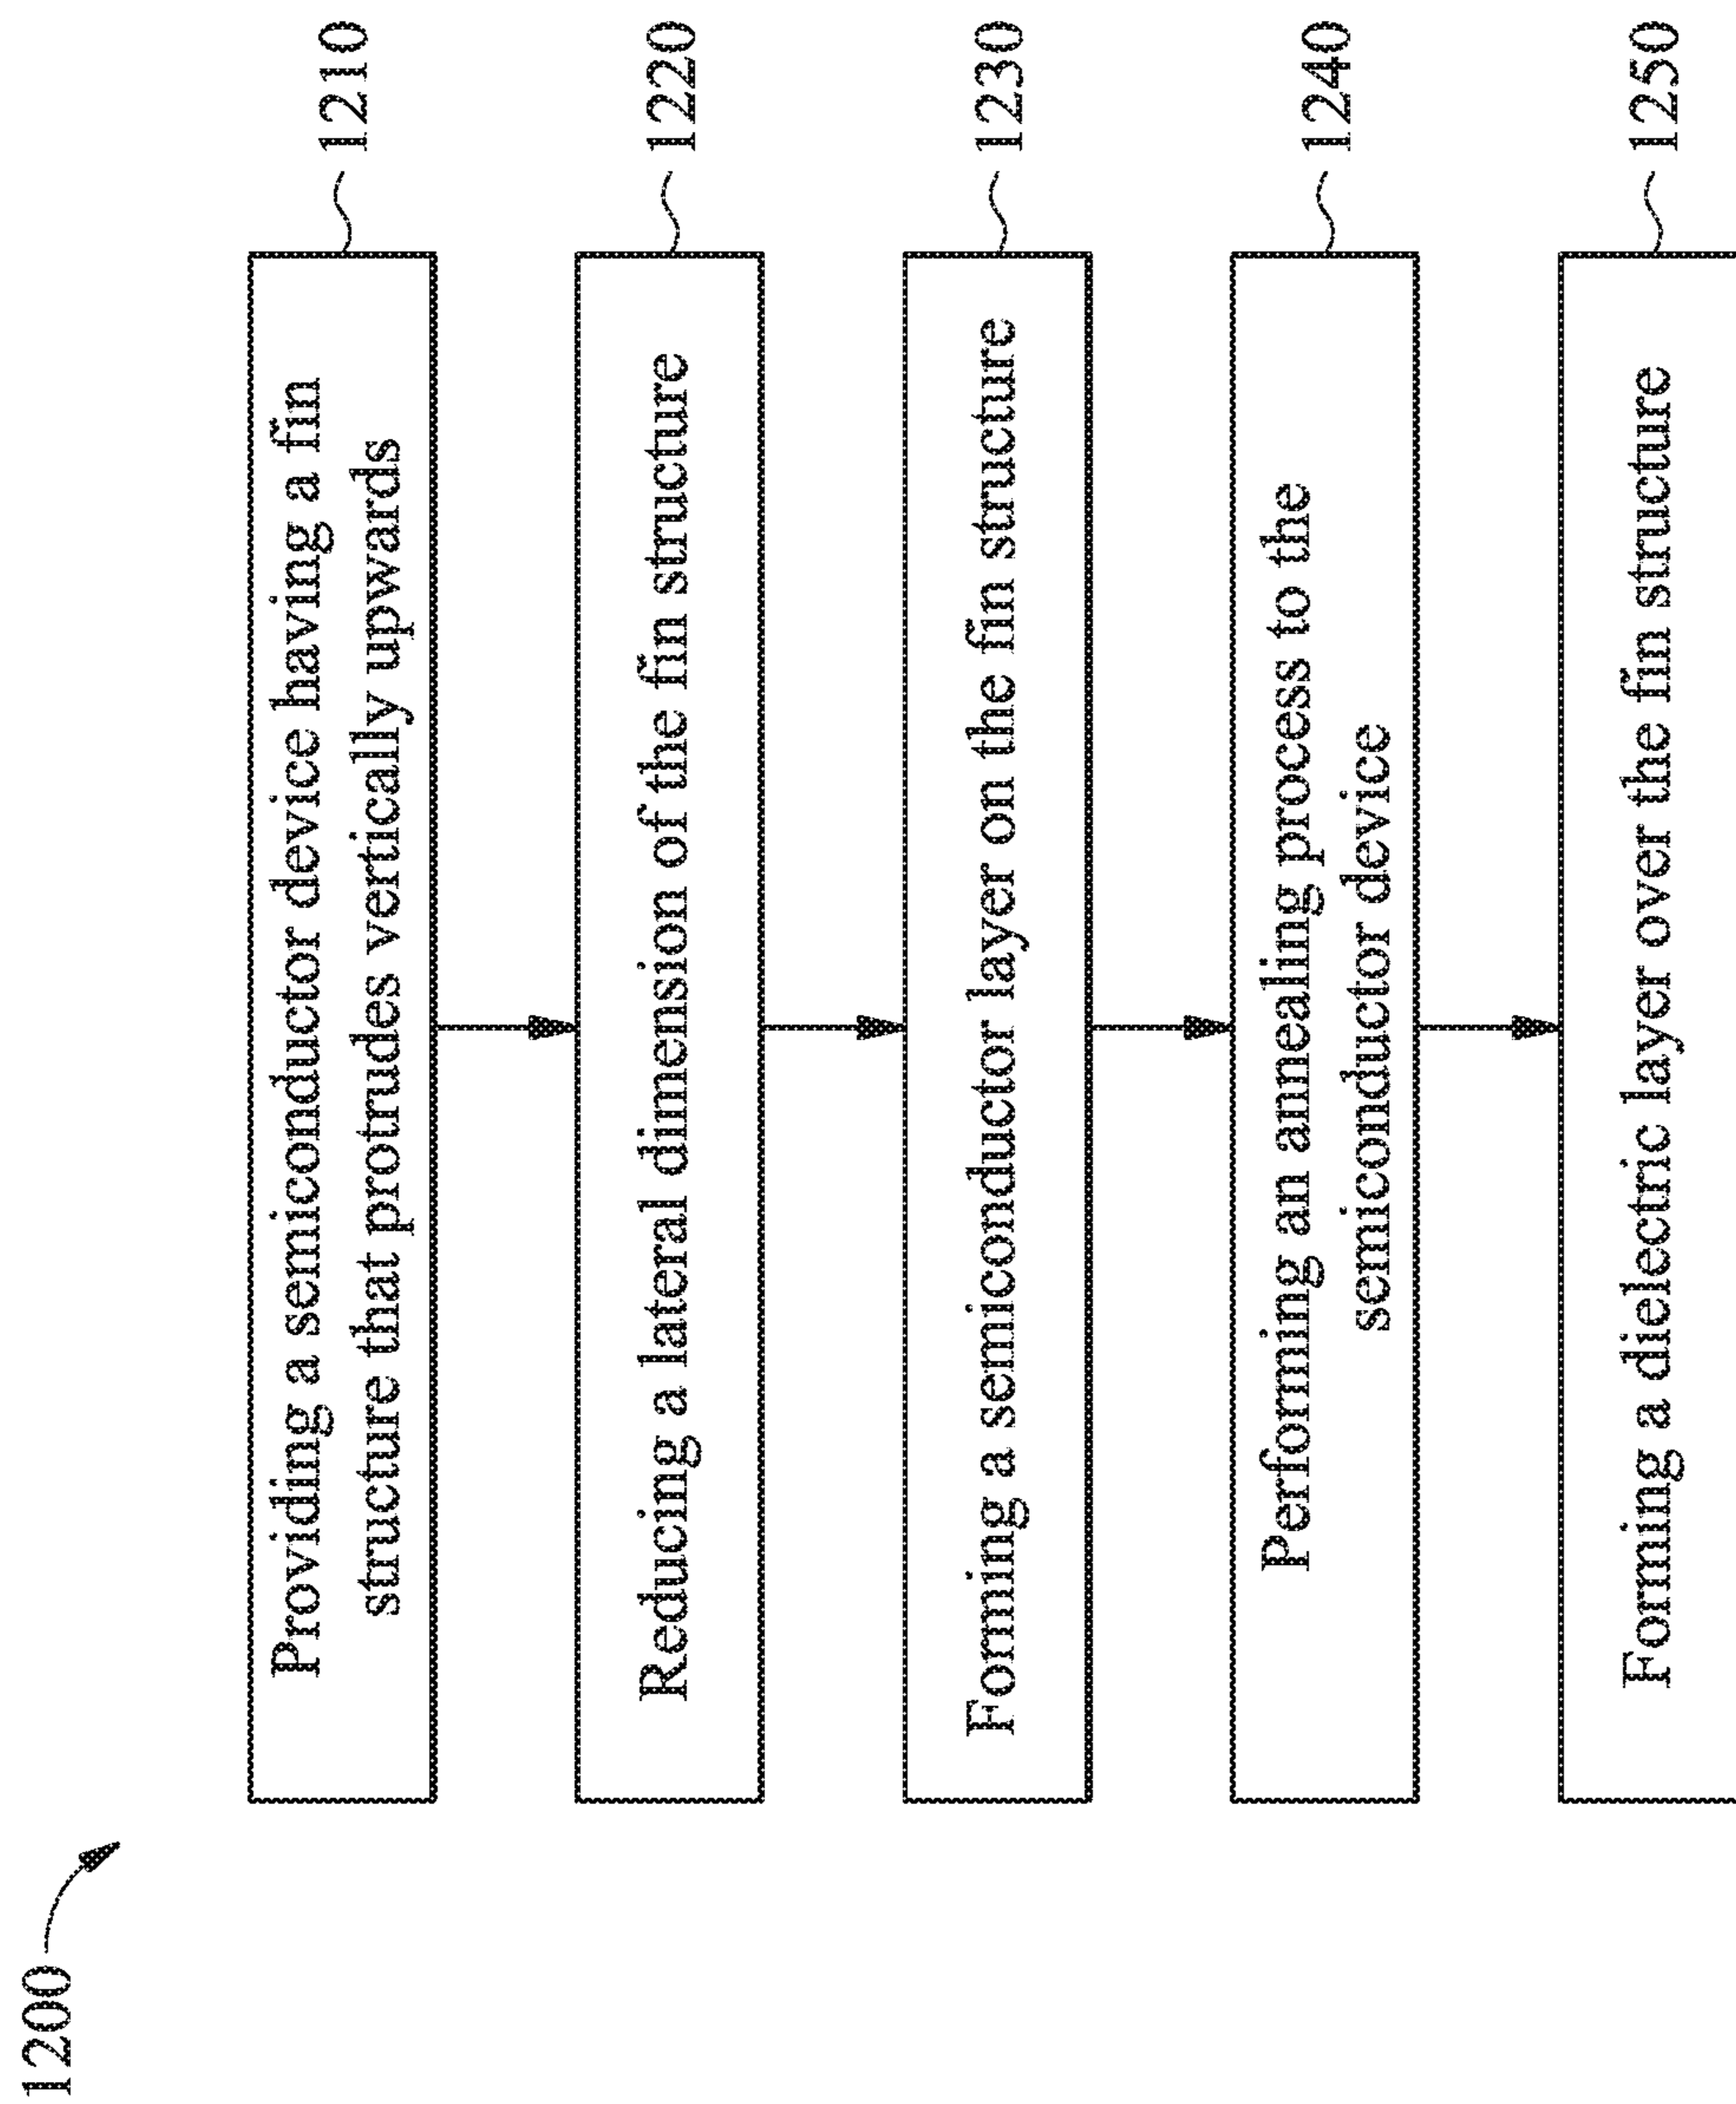 1200
Providing a semiconductor device having a fin
structure that protrudes vertically upwards
1210
Reducing a lateral dimension of the fin structure
1220
Forming a semiconductor layer on the fin structure
1230
Performing an annealing process to the
semiconductor device
1240
Forming a dielectric layer over the fin structure
1250